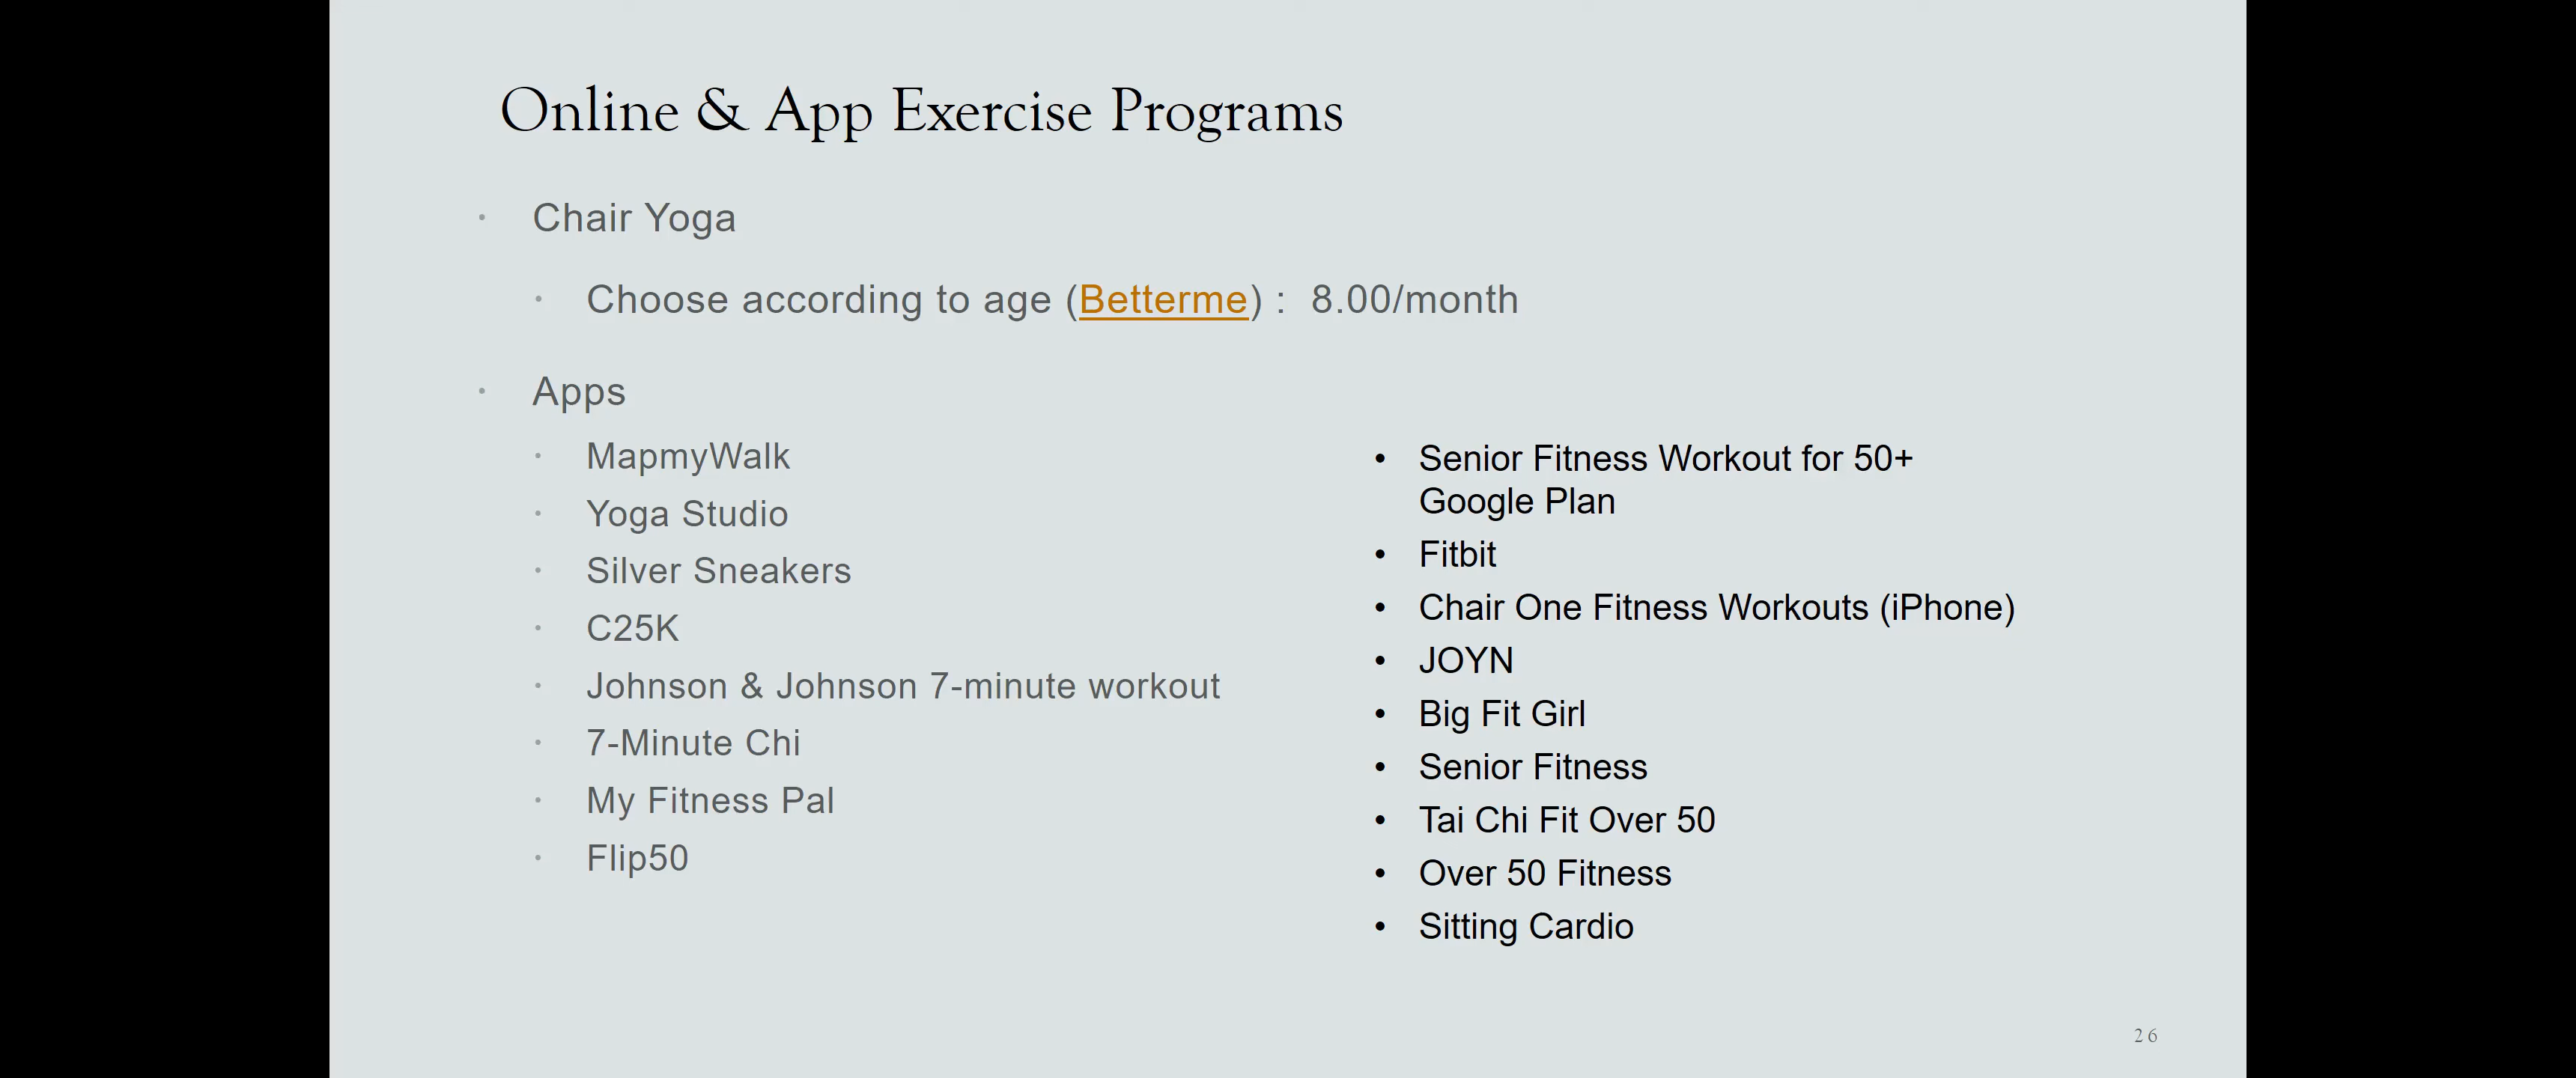 Online & App Exercise Programs
Chair Yoga
Choose according to age (Betterme) : 8.00/month
Apps
MapmyWalk
Yoga Studio
Silver Sneakers
C25K
Johnson & Johnson 7-minute workout
7-Minute Chi
My Fitness Pal
Flip50
• Senior Fitness Workout for 50+
Google Plan
• Fitbit
• Chair One Fitness Workouts (iPhone)
• JOYN
• Big Fit Girl
• Senior Fitness
• Tai Chi Fit Over 50
• Over 50 Fitness
• Sitting Cardio
26